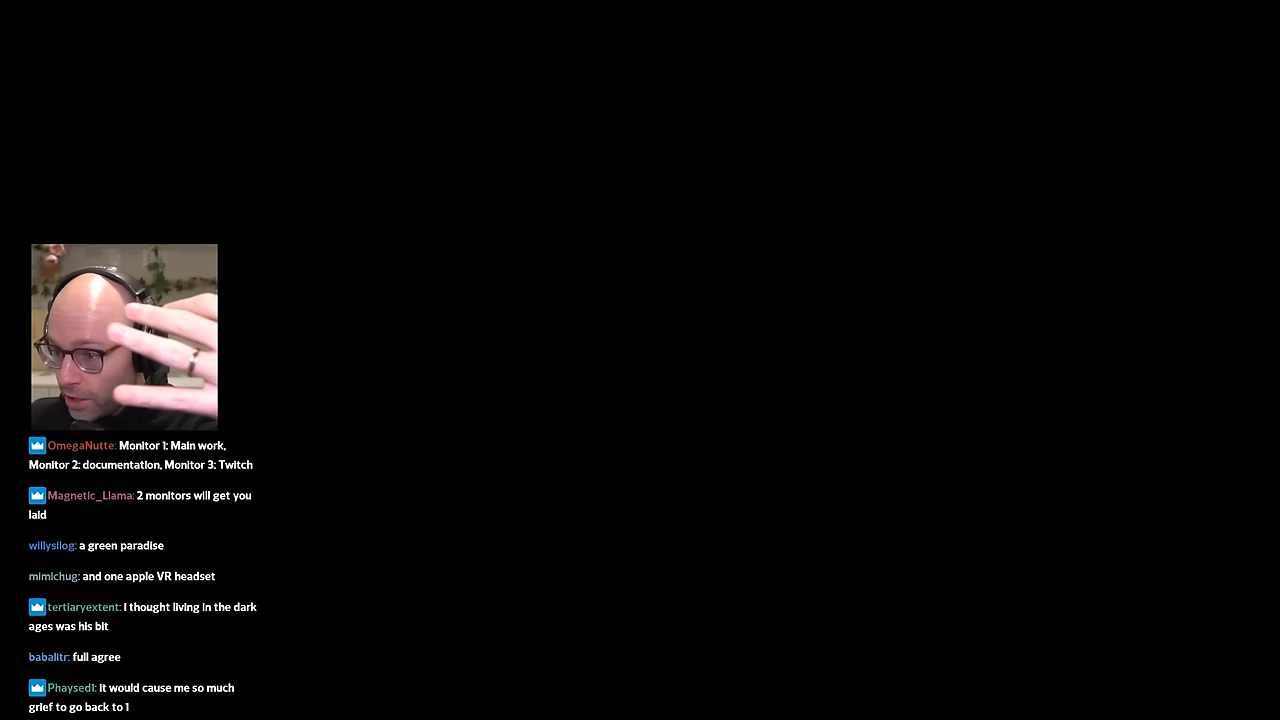 OmegaNutte: Monitor 1: Main work,
Monitor 2: documentation, Monitor 3: Twitch
Magnetic_Llama: 2 monitors will get you
laid
willysilog: a green paradise
mimichug: and one apple VR headset
tertiaryextent: I thought living in the dark
ages was his bit
babalitr: full agree
Phaysed1: it would cause me so much
grief to go back to 1